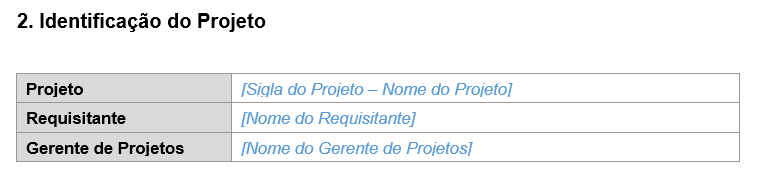 2. Identificação do Projeto
Projeto [Sigla do Projeto – Nome do Projeto]
Requisitante [Nome do Requisitante]
Gerente de Projetos [Nome do Gerente de Projetos]